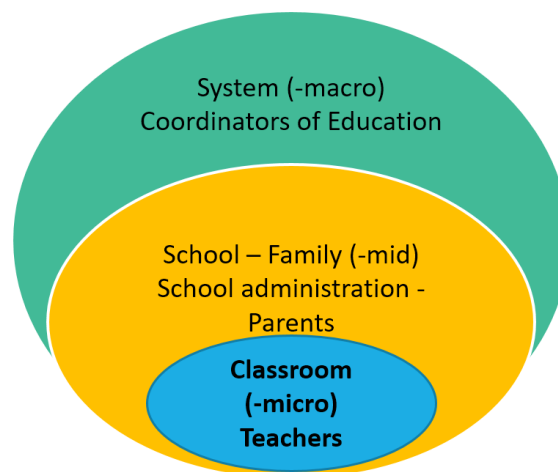 System (-macro)
Coordinators of Education
School – Family (-mid)
School administration -
Parents
Classroom
(-micro)
Teachers